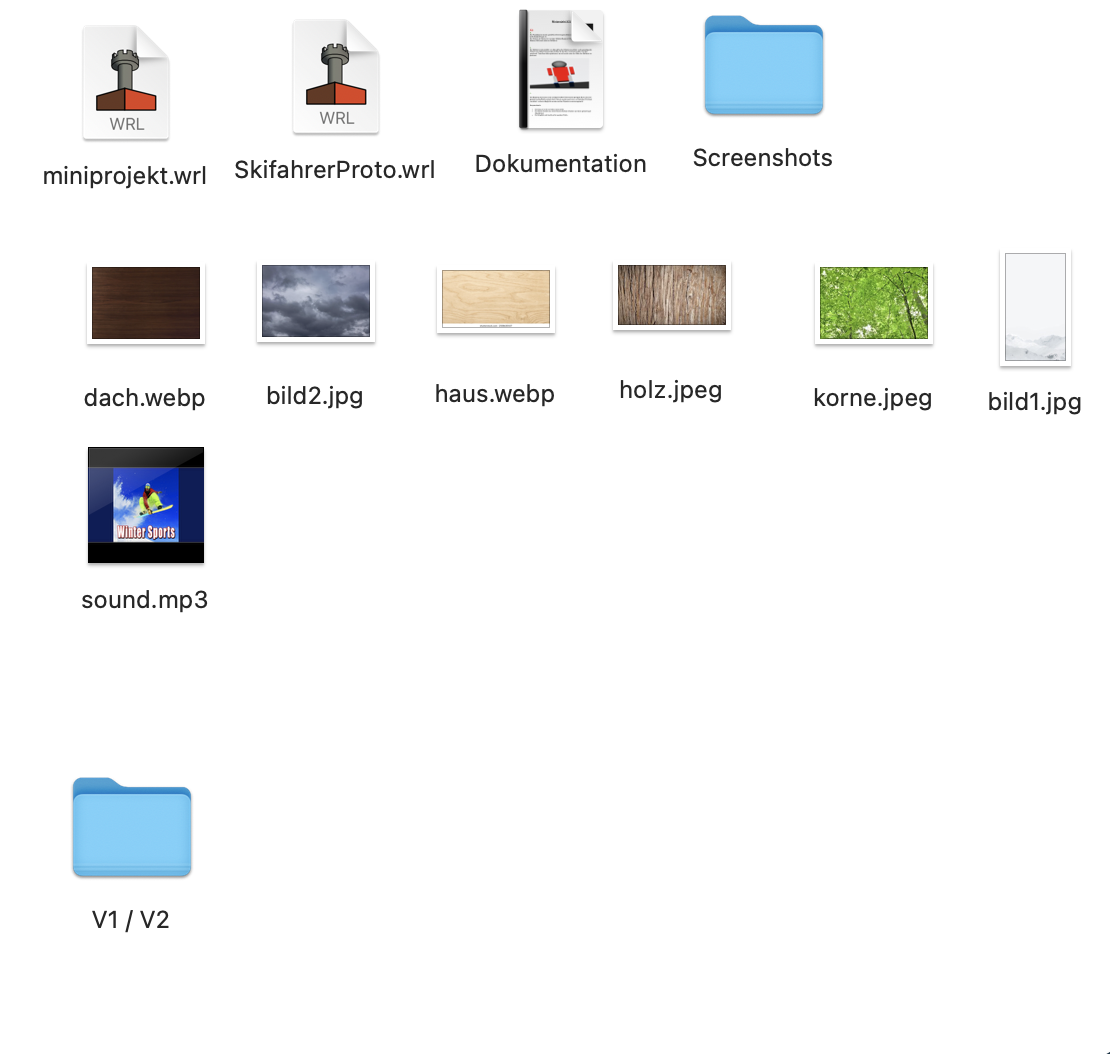 WRL
WRL
miniprojekt.wrl
SkifahrerProto.wrl
Dokumentation
Screenshots
dach.webp
bild2.jpg
haus.webp
holz.jpeg
korne.jpeg
bild1.jpg
Winter Sports
sound.mp3
V1 / V2